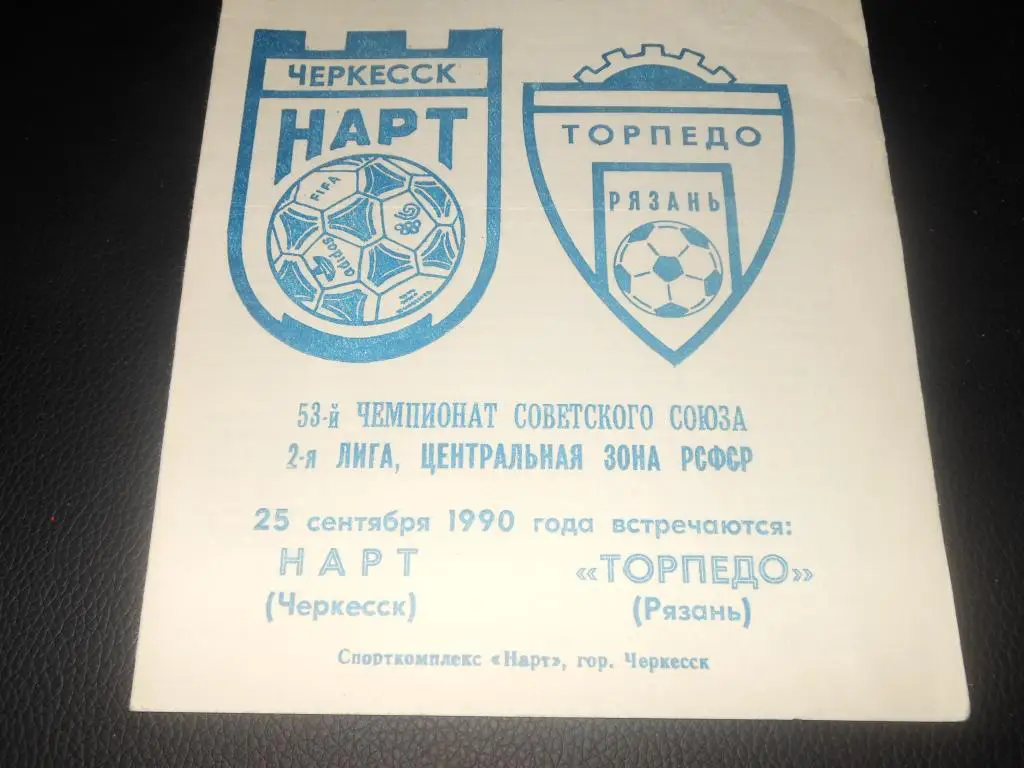 ЧЕРКЕССК
НАРТ
FIFA
adidas
ТОРПЕДО
РЯЗАНЬ
53-й ЧЕМПИОНАТ СОВЕТСКОГО СОЮЗА
2-я ЛИГА, ЦЕНТРАЛЬНАЯ ЗОНА РСФСР
25 сентября 1990 года встречаются:
НАРТ «ТОРПЕДО»
(Черкесск) (Рязань)
Спорткомплекс «Нарт», гор. Черкесск